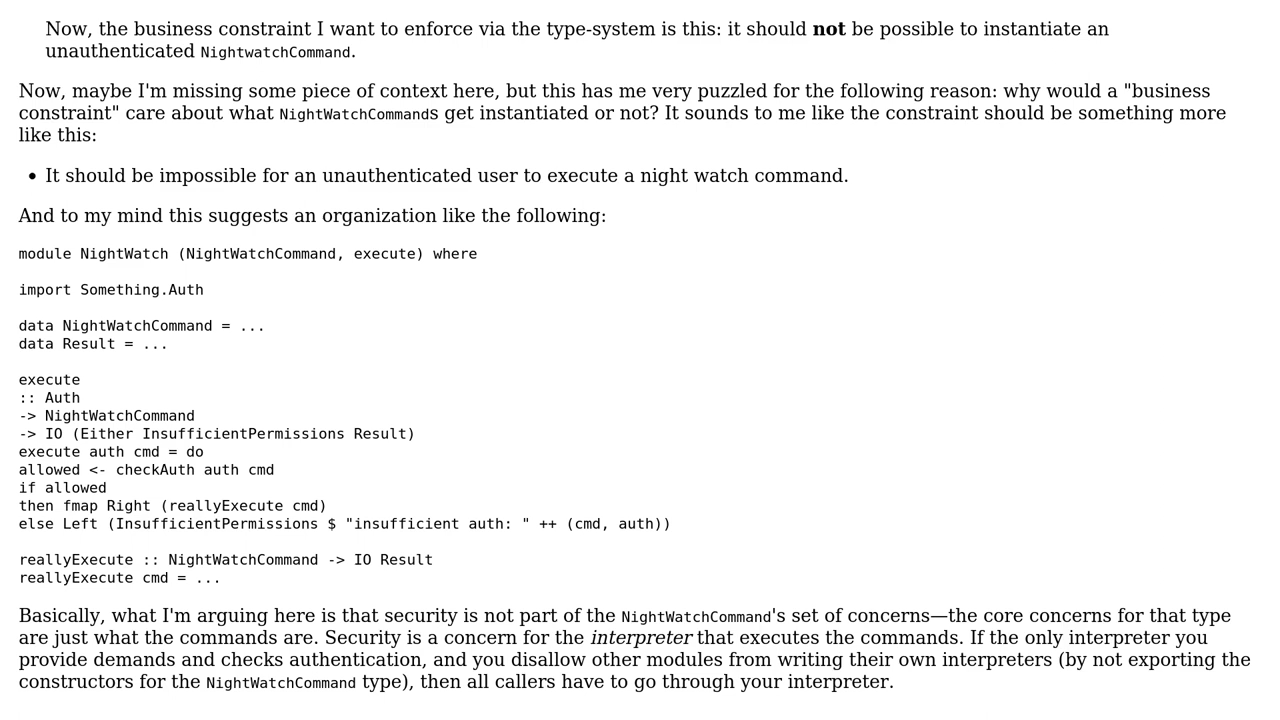 Now, the business constraint I want to enforce via the type-system is this: it should not be possible to instantiate an
unauthenticated NightwatchCommand.
Now, maybe I'm missing some piece of context here, but this has me very puzzled for the following reason: why would a "business
constraint" care about what NightWatchCommands get instantiated or not? It sounds to me like the constraint should be something more
like this:
• It should be impossible for an unauthenticated user to execute a night watch command.
And to my mind this suggests an organization like the following:
module NightWatch (NightWatchCommand, execute) where
import Something.Auth
data NightWatchCommand = ...
data Result = ...
execute
:: Auth
-> NightWatchCommand
-> IO (Either InsufficientPermissions Result)
execute auth cmd = do
allowed <- checkAuth auth cmd
if allowed
then fmap Right (reallyExecute cmd)
else Left (InsufficientPermissions $ "insufficient auth: " ++ (cmd, auth))
reallyExecute :: NightWatchCommand -> IO Result
reallyExecute cmd = ...
Basically, what I'm arguing here is that security is not part of the NightWatchCommand's set of concerns—the core concerns for that type
are just what the commands are. Security is a concern for the interpreter that executes the commands. If the only interpreter you
provide demands and checks authentication, and you disallow other modules from writing their own interpreters (by not exporting the
constructors for the NightWatchCommand type), then all callers have to go through your interpreter.